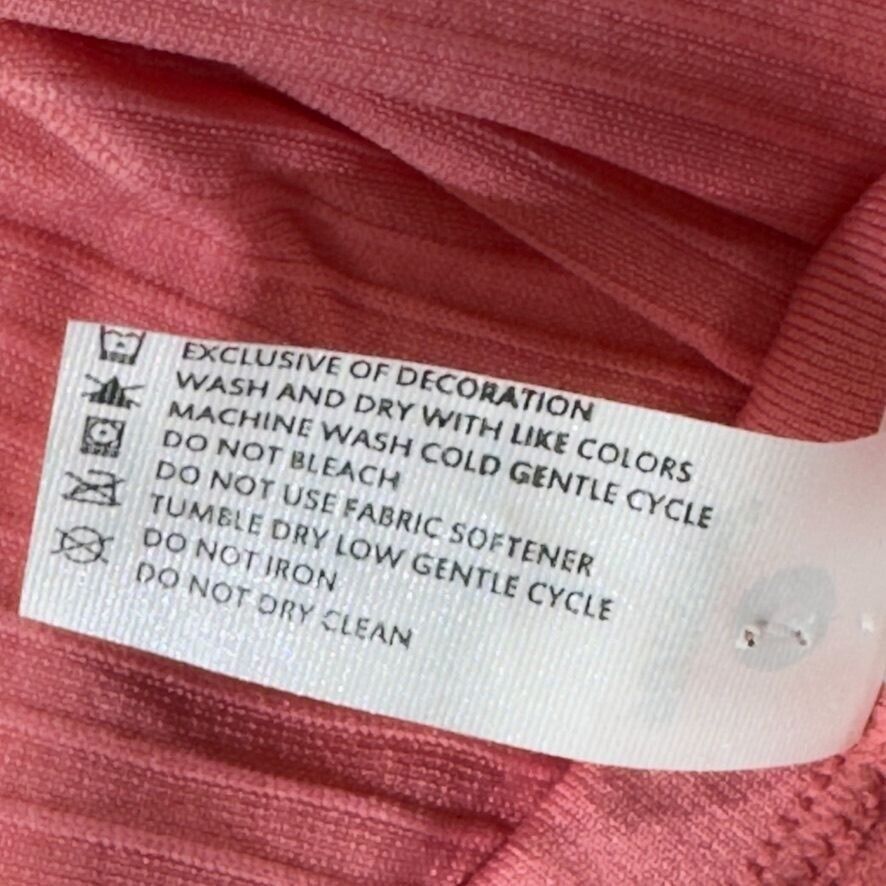 EXCLUSIVE OF DECORATION
WASH AND DRY WITH LIKE COLORS
MACHINE WASH COLD GENTLE CYCLE
DO NOT BLEACH
DO NOT USE FABRIC SOFTENER
TUMBLE DRY LOW GENTLE CYCLE
DO NOT IRON
DO NOT DRY CLEAN